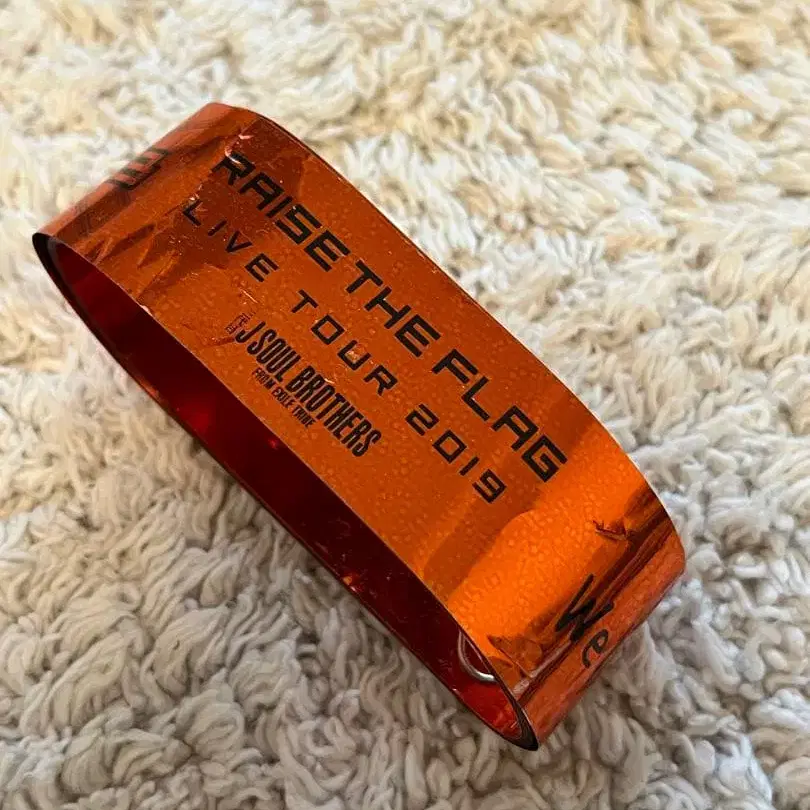 RAISE THE FLAG
LIVE TOUR 2019
J SOUL BROTHERS
FROM EXILE TRIBE
We